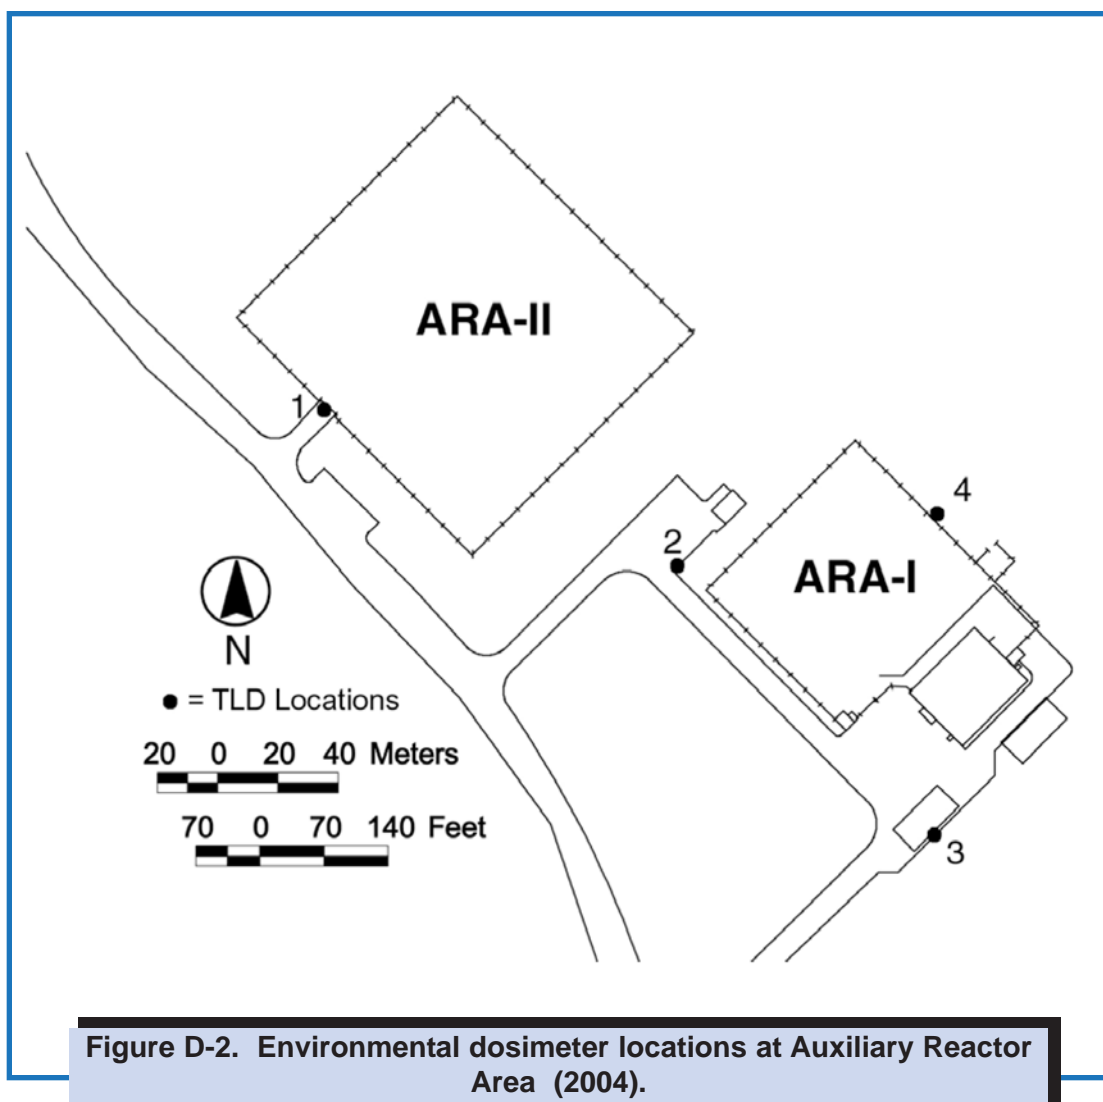 ARA-II
1
4
2
ARA-I
N
● = TLD Locations
20 0 20 40 Meters
70 0 70 140 Feet
3
Figure D-2. Environmental dosimeter locations at Auxiliary Reactor
Area (2004).